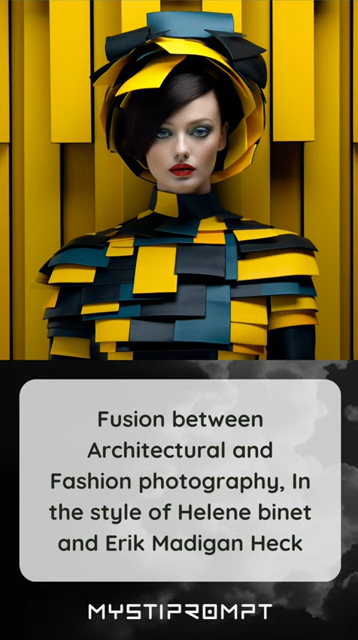 Fusion between
Architectural and
Fashion photography, In
the style of Helene binet
and Erik Madigan Heck
MYSTIPROMPT